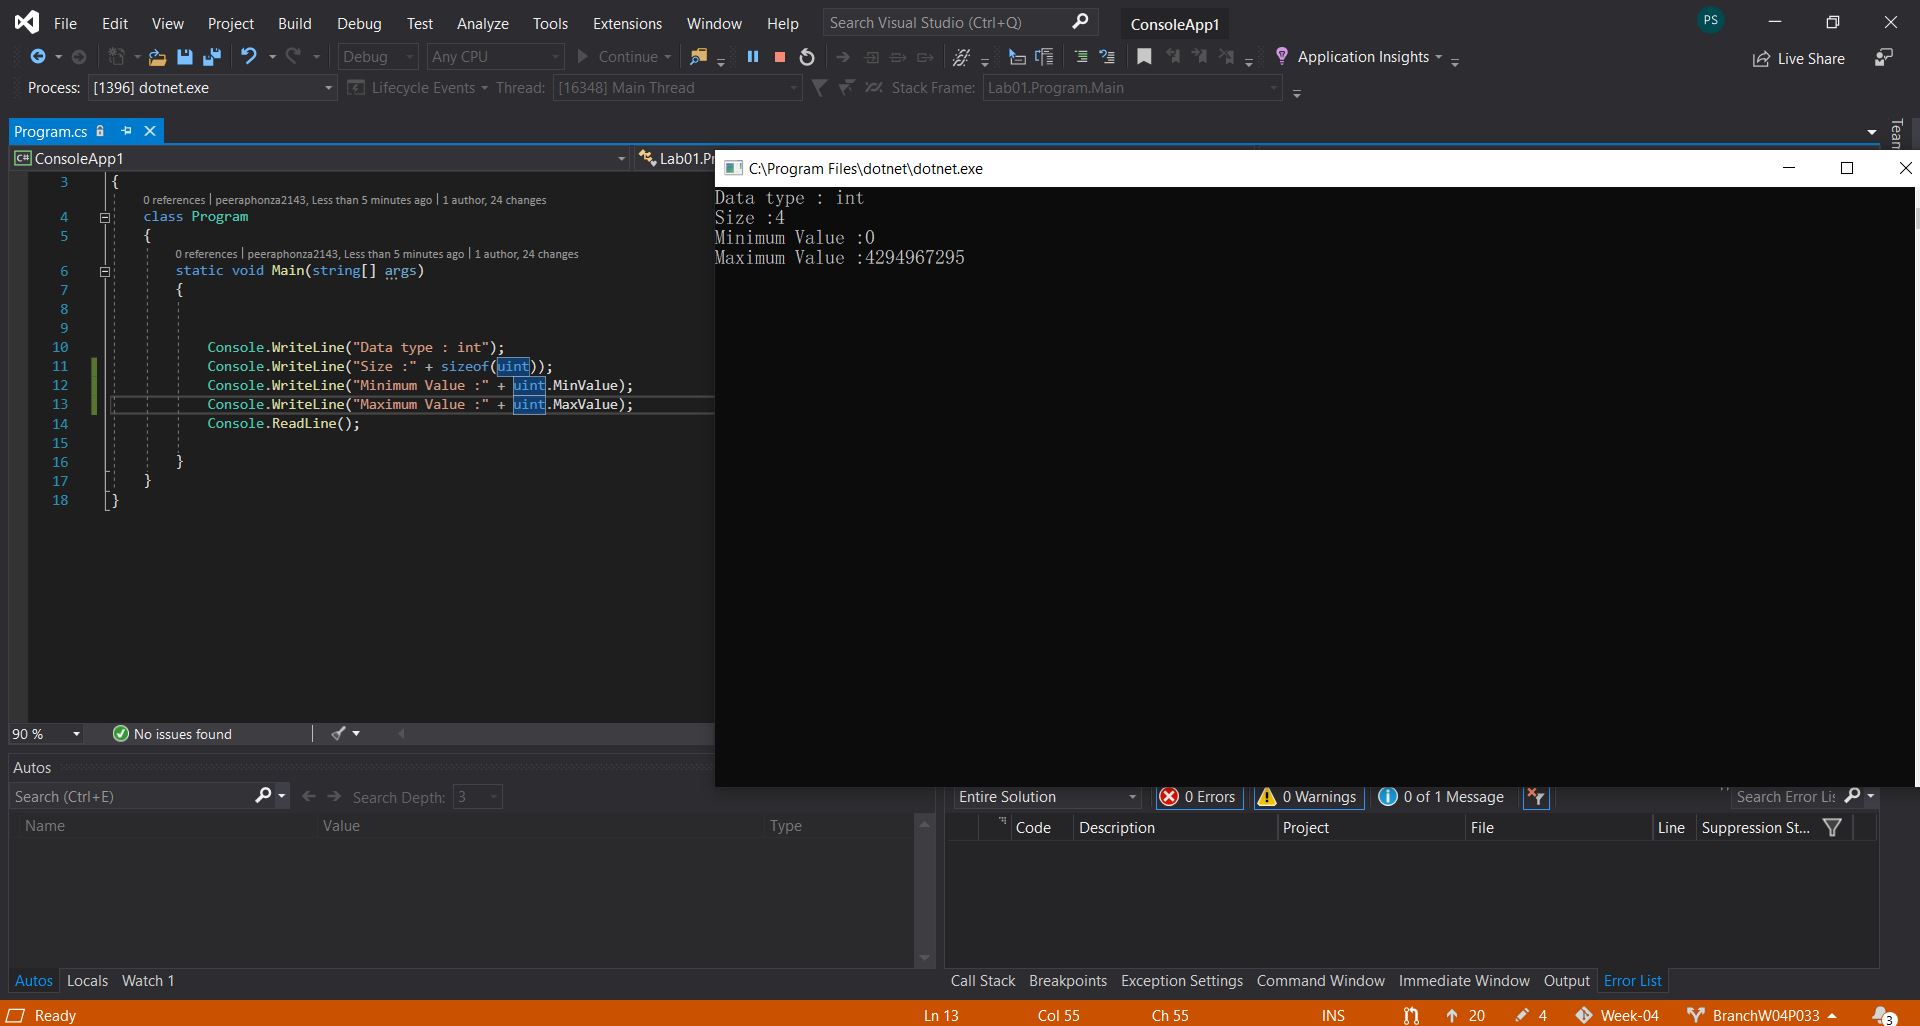 File Edit View Project Build Debug Test Analyze Tools Extensions Window Help Search Visual Studio (Ctrl+Q) ConsoleApp1 PS
Debug Any CPU Continue Application Insights Live Share
Process: [1396] dotnet.exe Lifecycle Events Thread: [16348] Main Thread Stack Frame: Lab01.Program.Main
Program.cs
Team
C# ConsoleApp1 Lab01.Pr
3 {
0 references | peeraphonza2143, Less than 5 minutes ago | 1 author, 24 changes
4 class Program
5 {
0 references | peeraphonza2143, Less than 5 minutes ago | 1 author, 24 changes
6 static void Main(string[] args)
7 {
8
9
10 Console.WriteLine("Data type : int");
11 Console.WriteLine("Size :" + sizeof(uint));
12 Console.WriteLine("Minimum Value :" + uint.MinValue);
13 Console.WriteLine("Maximum Value :" + uint.MaxValue);
14 Console.ReadLine();
15
16 }
17 }
18 }
C:\Program Files\dotnet\dotnet.exe
Data type : int
Size :4
Minimum Value :0
Maximum Value :4294967295
90 % No issues found
Autos
Search (Ctrl+E) Search Depth: 3
Name Value Type
Autos Locals Watch 1
Entire Solution 0 Errors 0 Warnings 0 of 1 Message Search Error Lis
Code Description Project File Line Suppression St...
Call Stack Breakpoints Exception Settings Command Window Immediate Window Output Error List
Ready Ln 13 Col 55 Ch 55 INS 20 4 Week-04 BranchW04P033 3